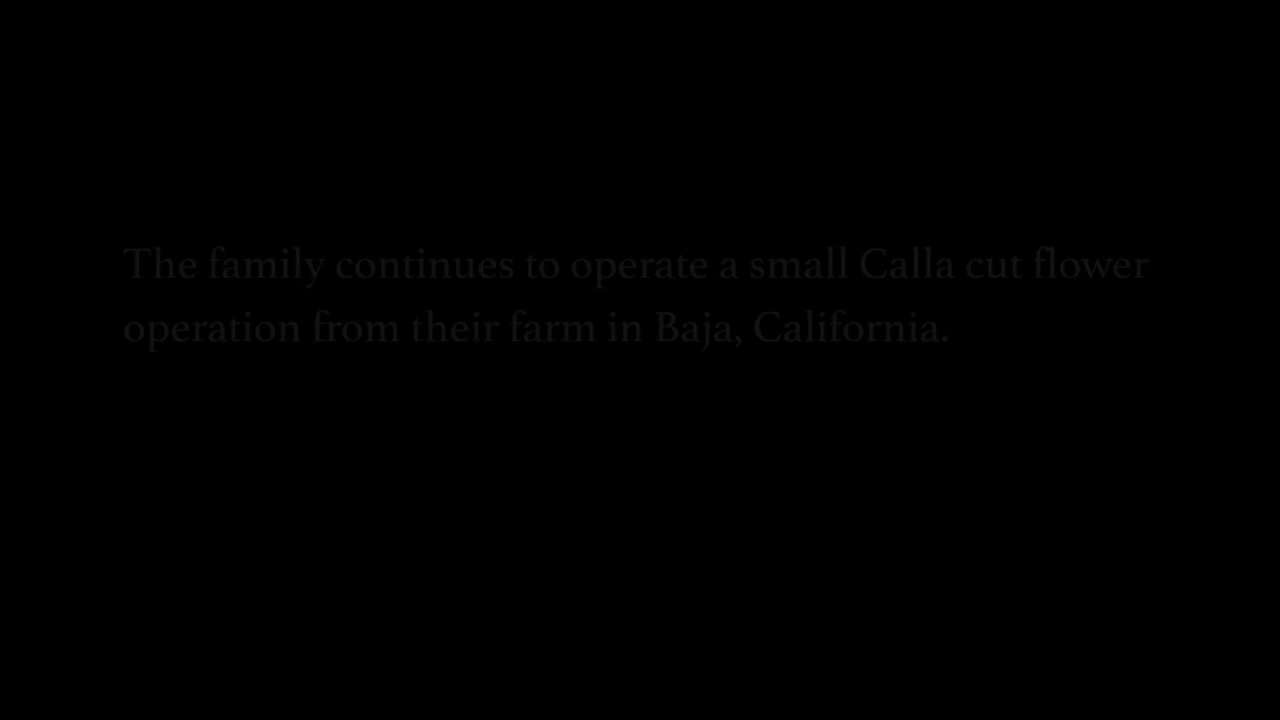 The family continues to operate a small Calla cut flower
operation from their farm in Baja, California.